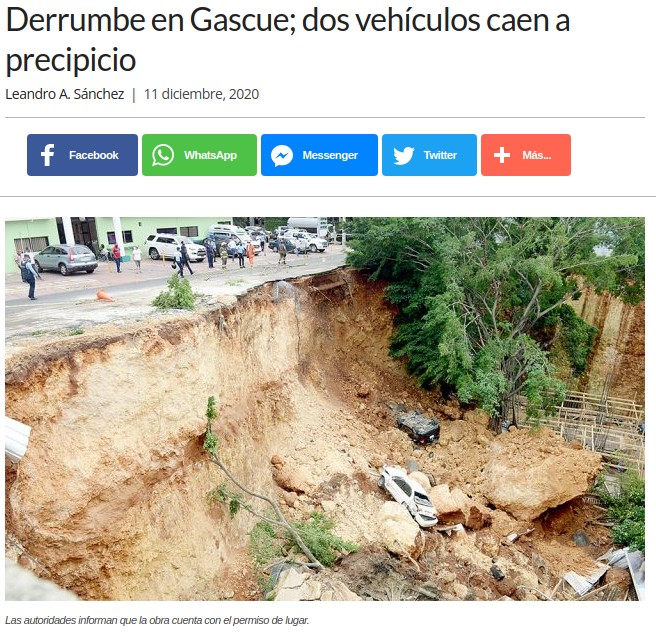 Derrumbe en Gascue; dos vehículos caen a
precipicio
Leandro A. Sánchez | 11 diciembre, 2020
Facebook
WhatsApp
Messenger
Twitter
Más...
Las autoridades informan que la obra cuenta con el permiso de lugar.